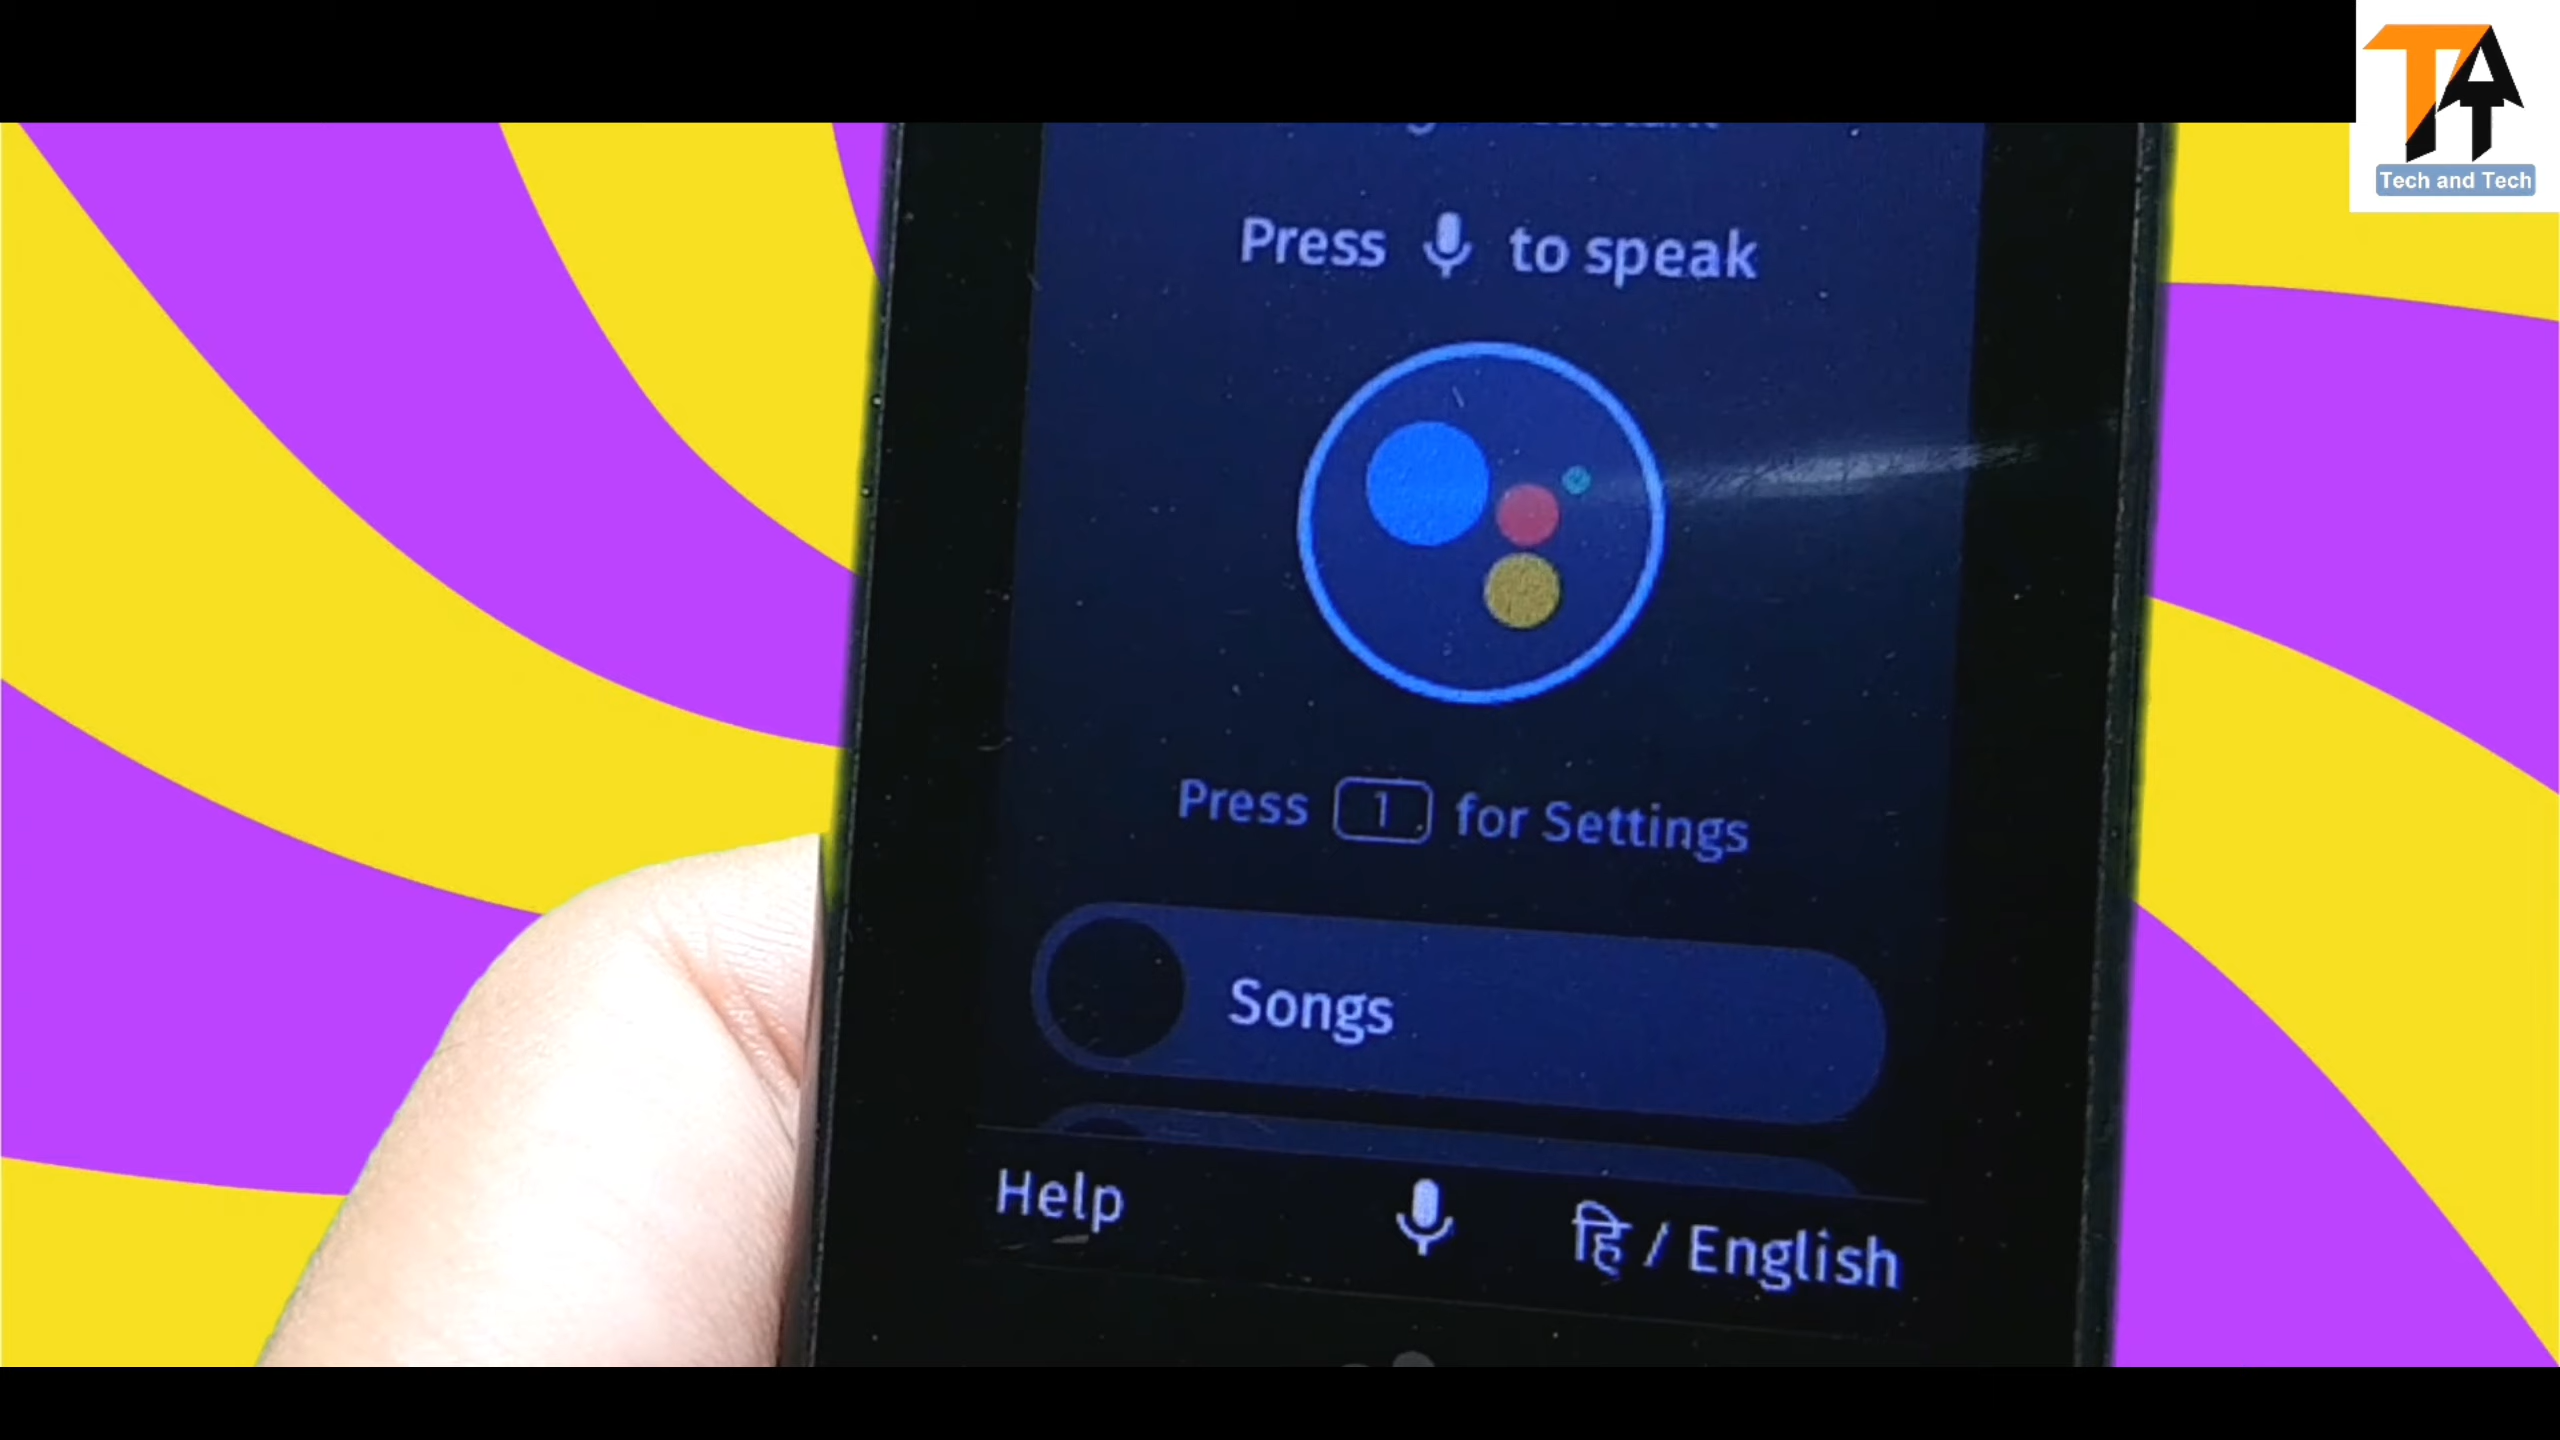 Tech and Tech
Press to speak
Press 1 for Settings
Songs
Help
हि / English